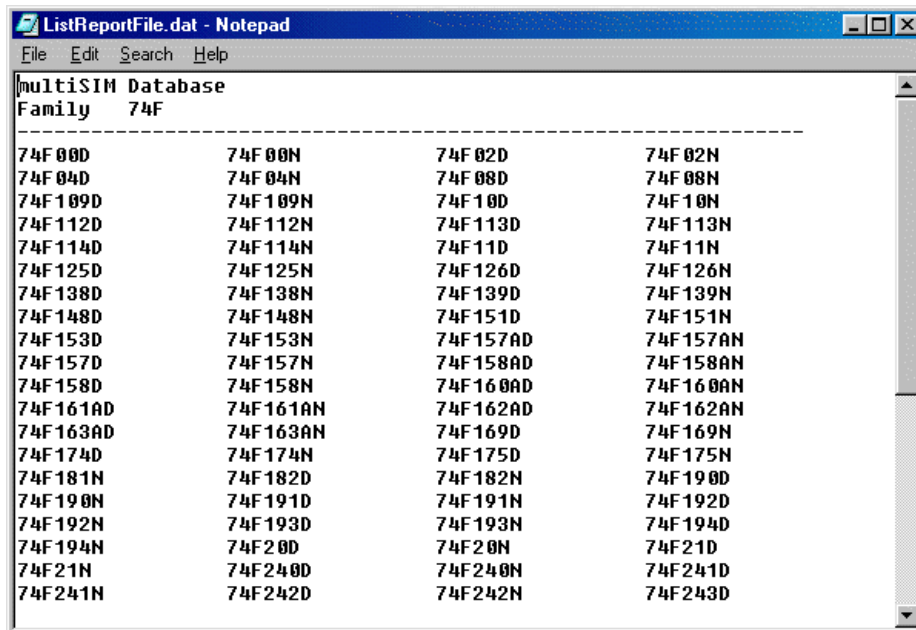 ListReportFile.dat - Notepad
File Edit Search Help
multiSIM Database
Family 74F
-----------------------------------------------------------------
74F00D 74F00N 74F02D 74F02N
74F04D 74F04N 74F08D 74F08N
74F109D 74F109N 74F10D 74F10N
74F112D 74F112N 74F113D 74F113N
74F114D 74F114N 74F11D 74F11N
74F125D 74F125N 74F126D 74F126N
74F138D 74F138N 74F139D 74F139N
74F148D 74F148N 74F151D 74F151N
74F153D 74F153N 74F157AD 74F157AN
74F157D 74F157N 74F158AD 74F158AN
74F158D 74F158N 74F160AD 74F160AN
74F161AD 74F161AN 74F162AD 74F162AN
74F163AD 74F163AN 74F169D 74F169N
74F174D 74F174N 74F175D 74F175N
74F181N 74F182D 74F182N 74F190D
74F190N 74F191D 74F191N 74F192D
74F192N 74F193D 74F193N 74F194D
74F194N 74F20D 74F20N 74F21D
74F21N 74F240D 74F240N 74F241D
74F241N 74F242D 74F242N 74F243D